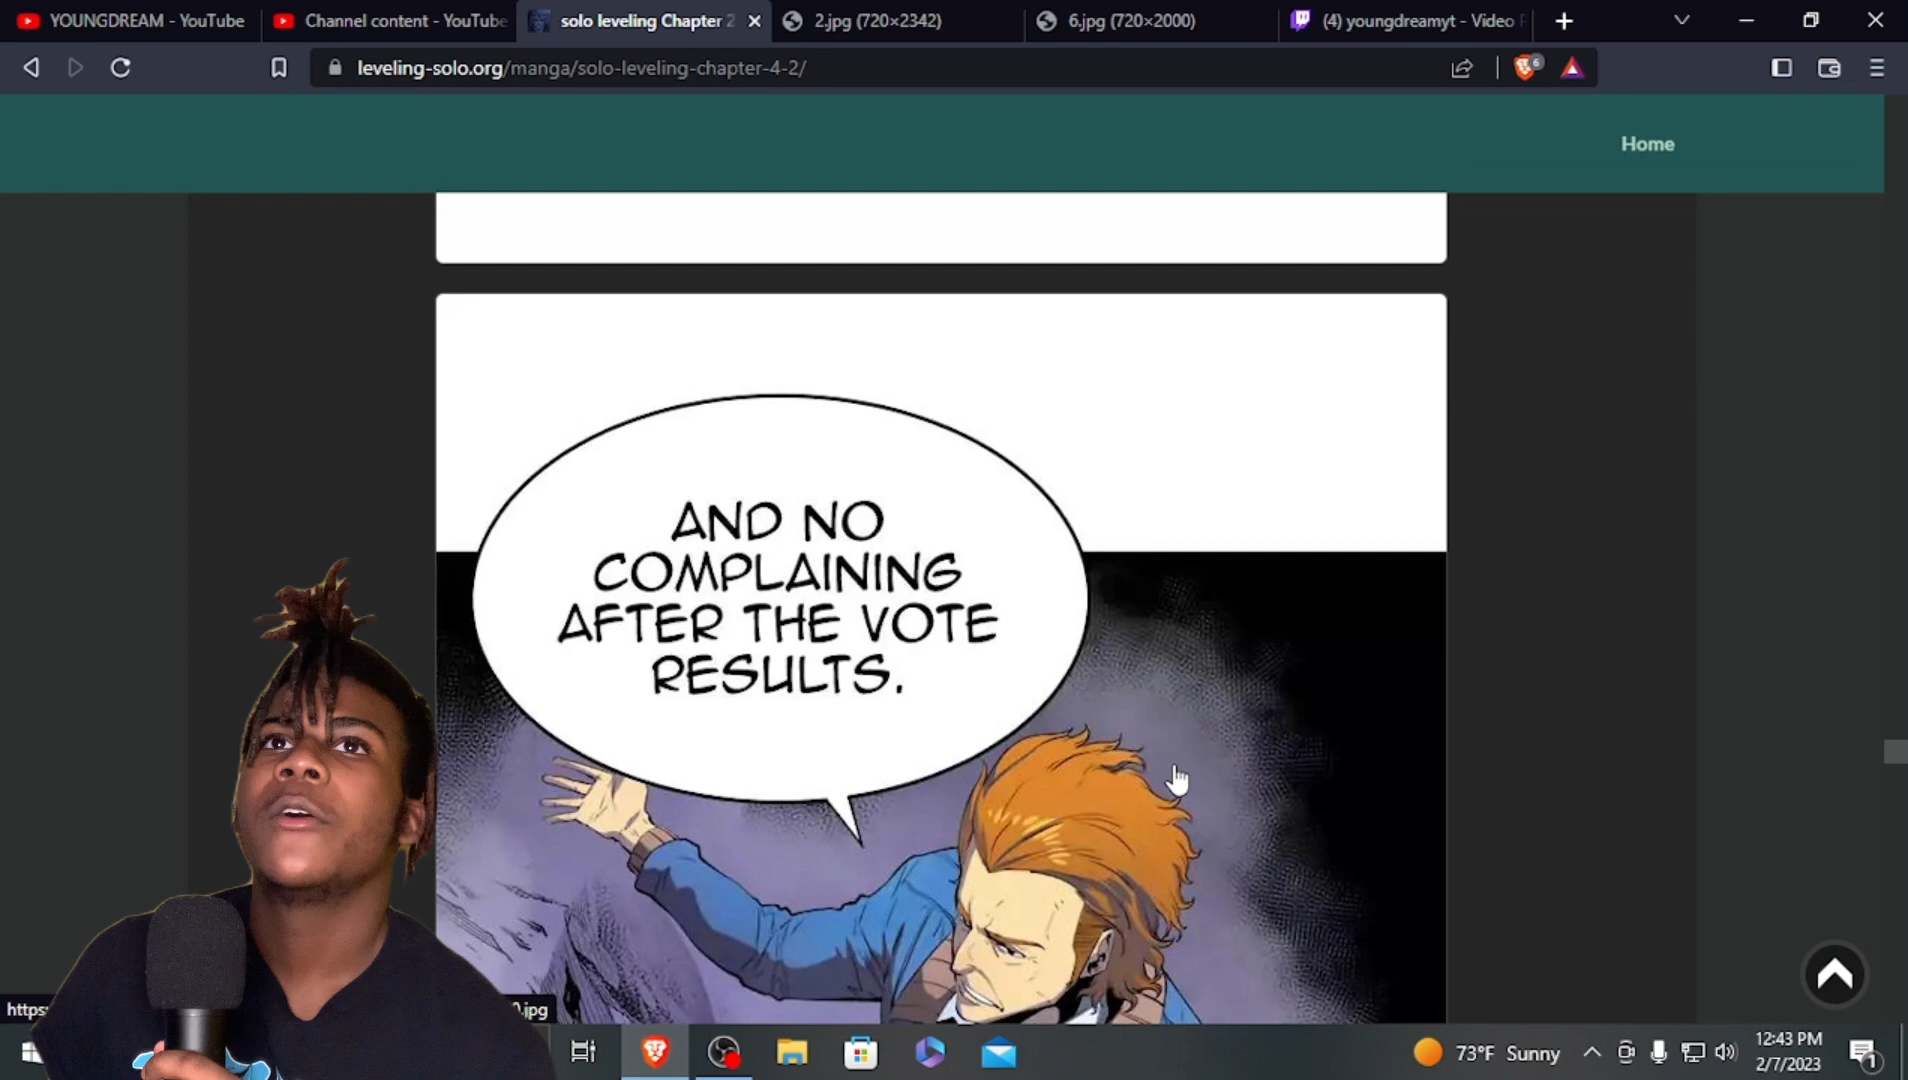 YOUNGDREAM - YouTube
Channel content - YouTube
solo leveling Chapter 2
2.jpg (720×2342)
6.jpg (720×2000)
(4) youngdreamyt - Video
leveling-solo.org/manga/solo-leveling-chapter-4-2/
6
Home
AND NO
COMPLAINING
AFTER THE VOTE
RESULTS.
https
.jpg
73°F Sunny
12:43 PM
2/7/2023
1